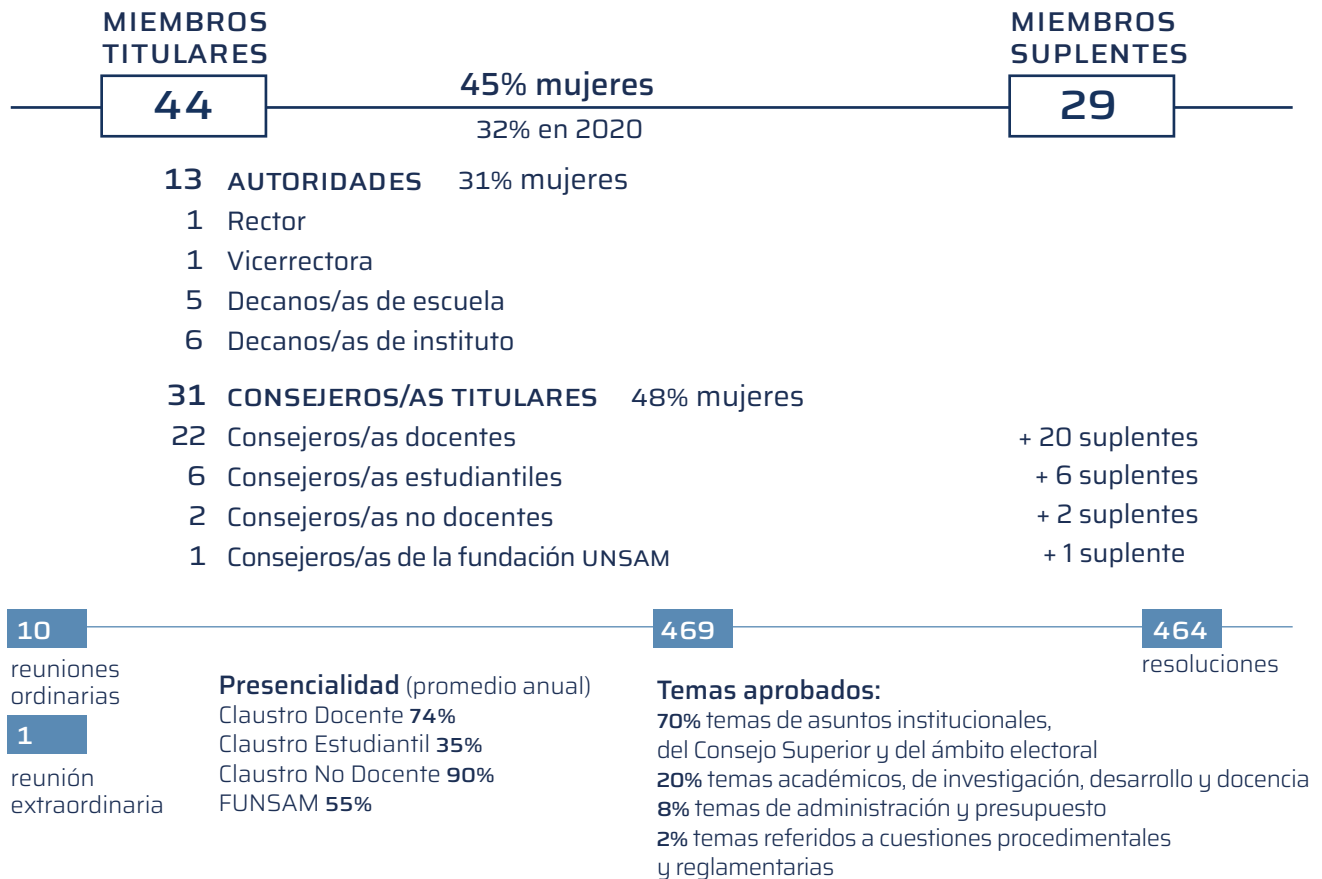 MIEMBROS
TITULARES
44
45% mujeres
32% en 2020
MIEMBROS
SUPLENTES
29
13 AUTORIDADES 31% mujeres
1 Rector
1 Vicerrectora
5 Decanos/as de escuela
6 Decanos/as de instituto
31 CONSEJEROS/AS TITULARES 48% mujeres
22 Consejeros/as docentes + 20 suplentes
6 Consejeros/as estudiantiles + 6 suplentes
2 Consejeros/as no docentes + 2 suplentes
1 Consejeros/as de la fundación UNSAM + 1 suplente
10
reuniones
ordinarias
1
reunión
extraordinaria
Presencialidad (promedio anual)
Claustro Docente 74%
Claustro Estudiantil 35%
Claustro No Docente 90%
FUNSAM 55%
469
Temas aprobados:
70% temas de asuntos institucionales,
del Consejo Superior y del ámbito electoral
20% temas académicos, de investigación, desarrollo y docencia
8% temas de administración y presupuesto
2% temas referidos a cuestiones procedimentales
y reglamentarias
464
resoluciones